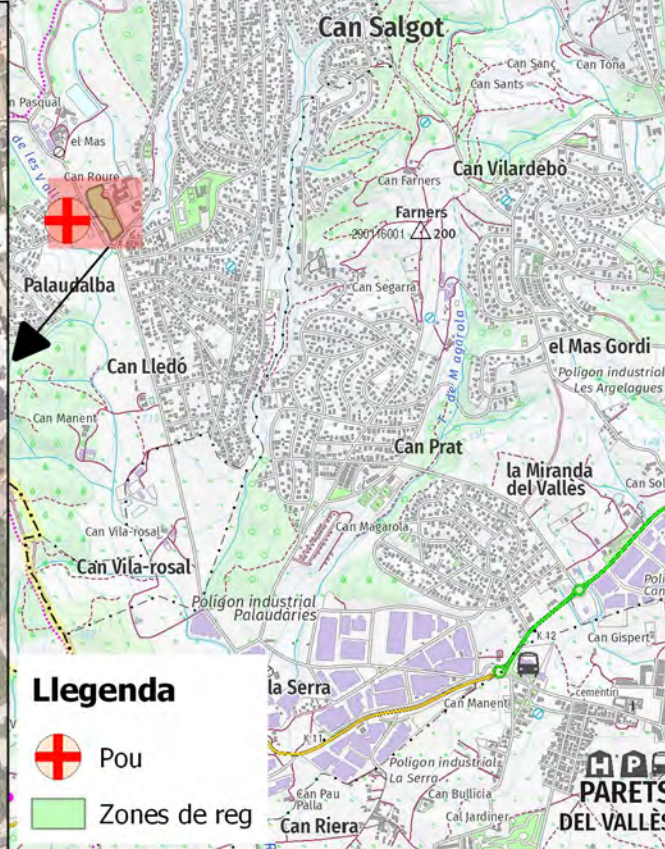 Can Salgot
Can Sanç
Can Toña
Can Sants
n Pasqual
el Mas
de les Vall
Can Roure
Can Farners
Can Vilardebò
Farners
290116001
200
Can Segarra
Palaudalba
T. de Magarola
Can Lledó
el Mas Gordi
Polígon industrial
Les Argelagues
Can Manent
Can Prat
la Miranda
del Vallès
Can Sol
Can Magarola
Can Vila-rosal
Can Vila-rosal
Polígon industrial
Palaudàries
Poli
Can
K.12
Can Gispert
la Serra
Can Manent
cementiri
K.11
Polígon industrial
La Serra
Can Pau
Palla
Can Bullícia
Can Riera
Cal Jardiner
H P
PARETS
DEL VALLÈS
Llegenda
Pou
Zones de reg